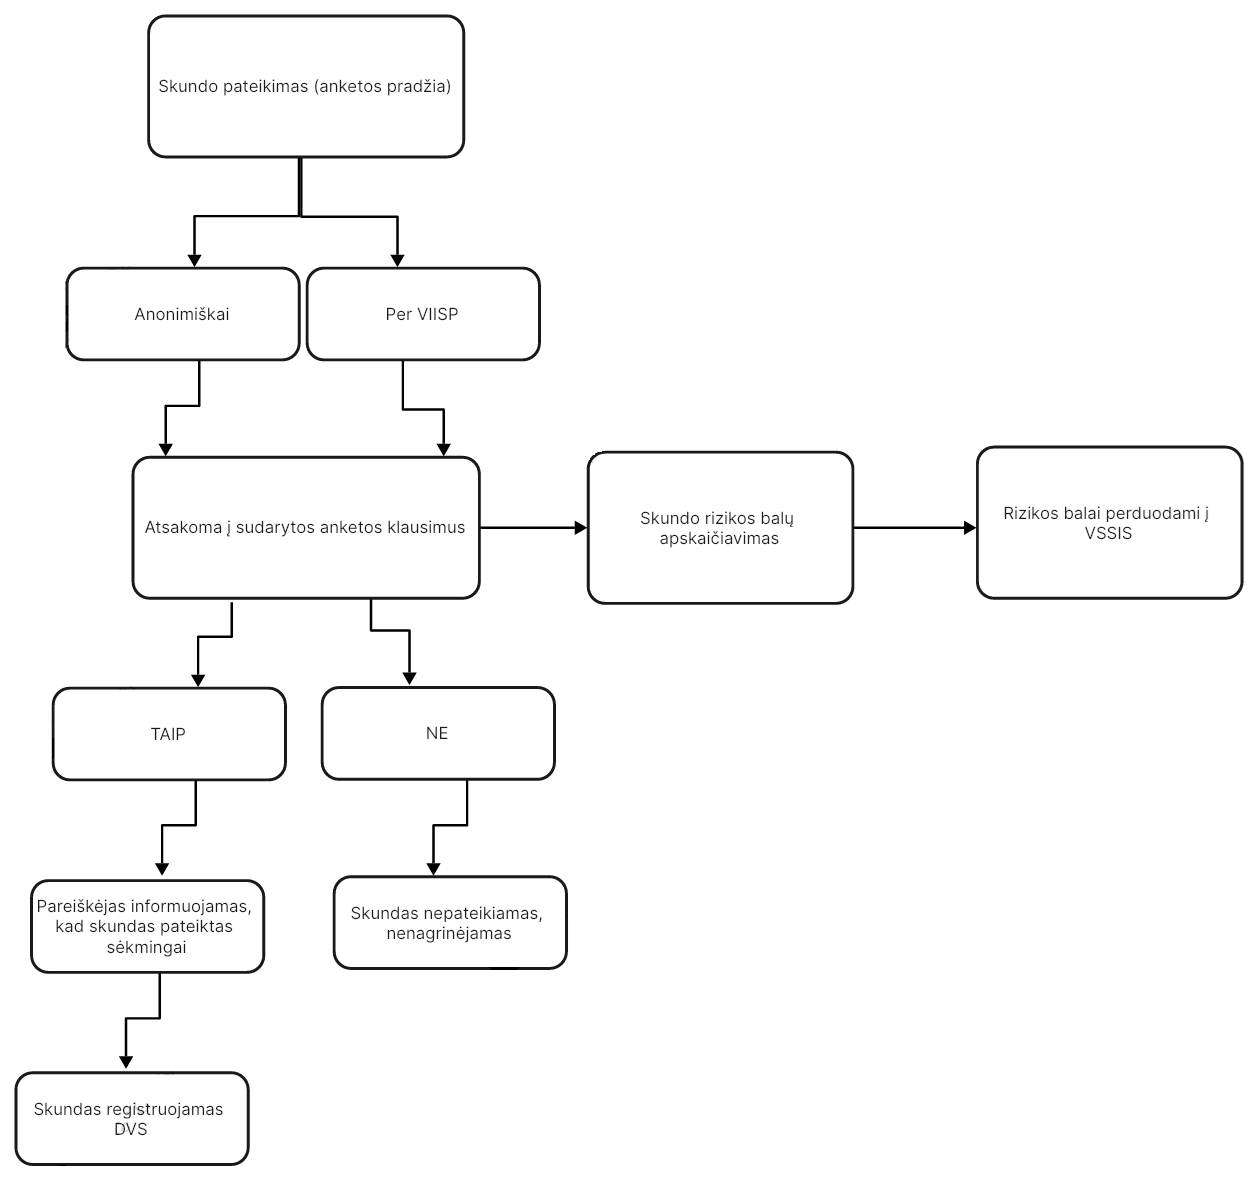 Skundo pateikimas (anketos pradžia)
Anonimiškai
Per VIISP
Atsakoma į sudarytos anketos klausimus
Skundo rizikos balų
apskaičiavimas
Rizikos balai perduodami į
VSSIS
TAIP
NE
Pareiškėjas informuojamas,
kad skundas pateiktas
sėkmingai
Skundas nepateikiamas,
nenagrinėjamas
Skundas registruojamas
DVS